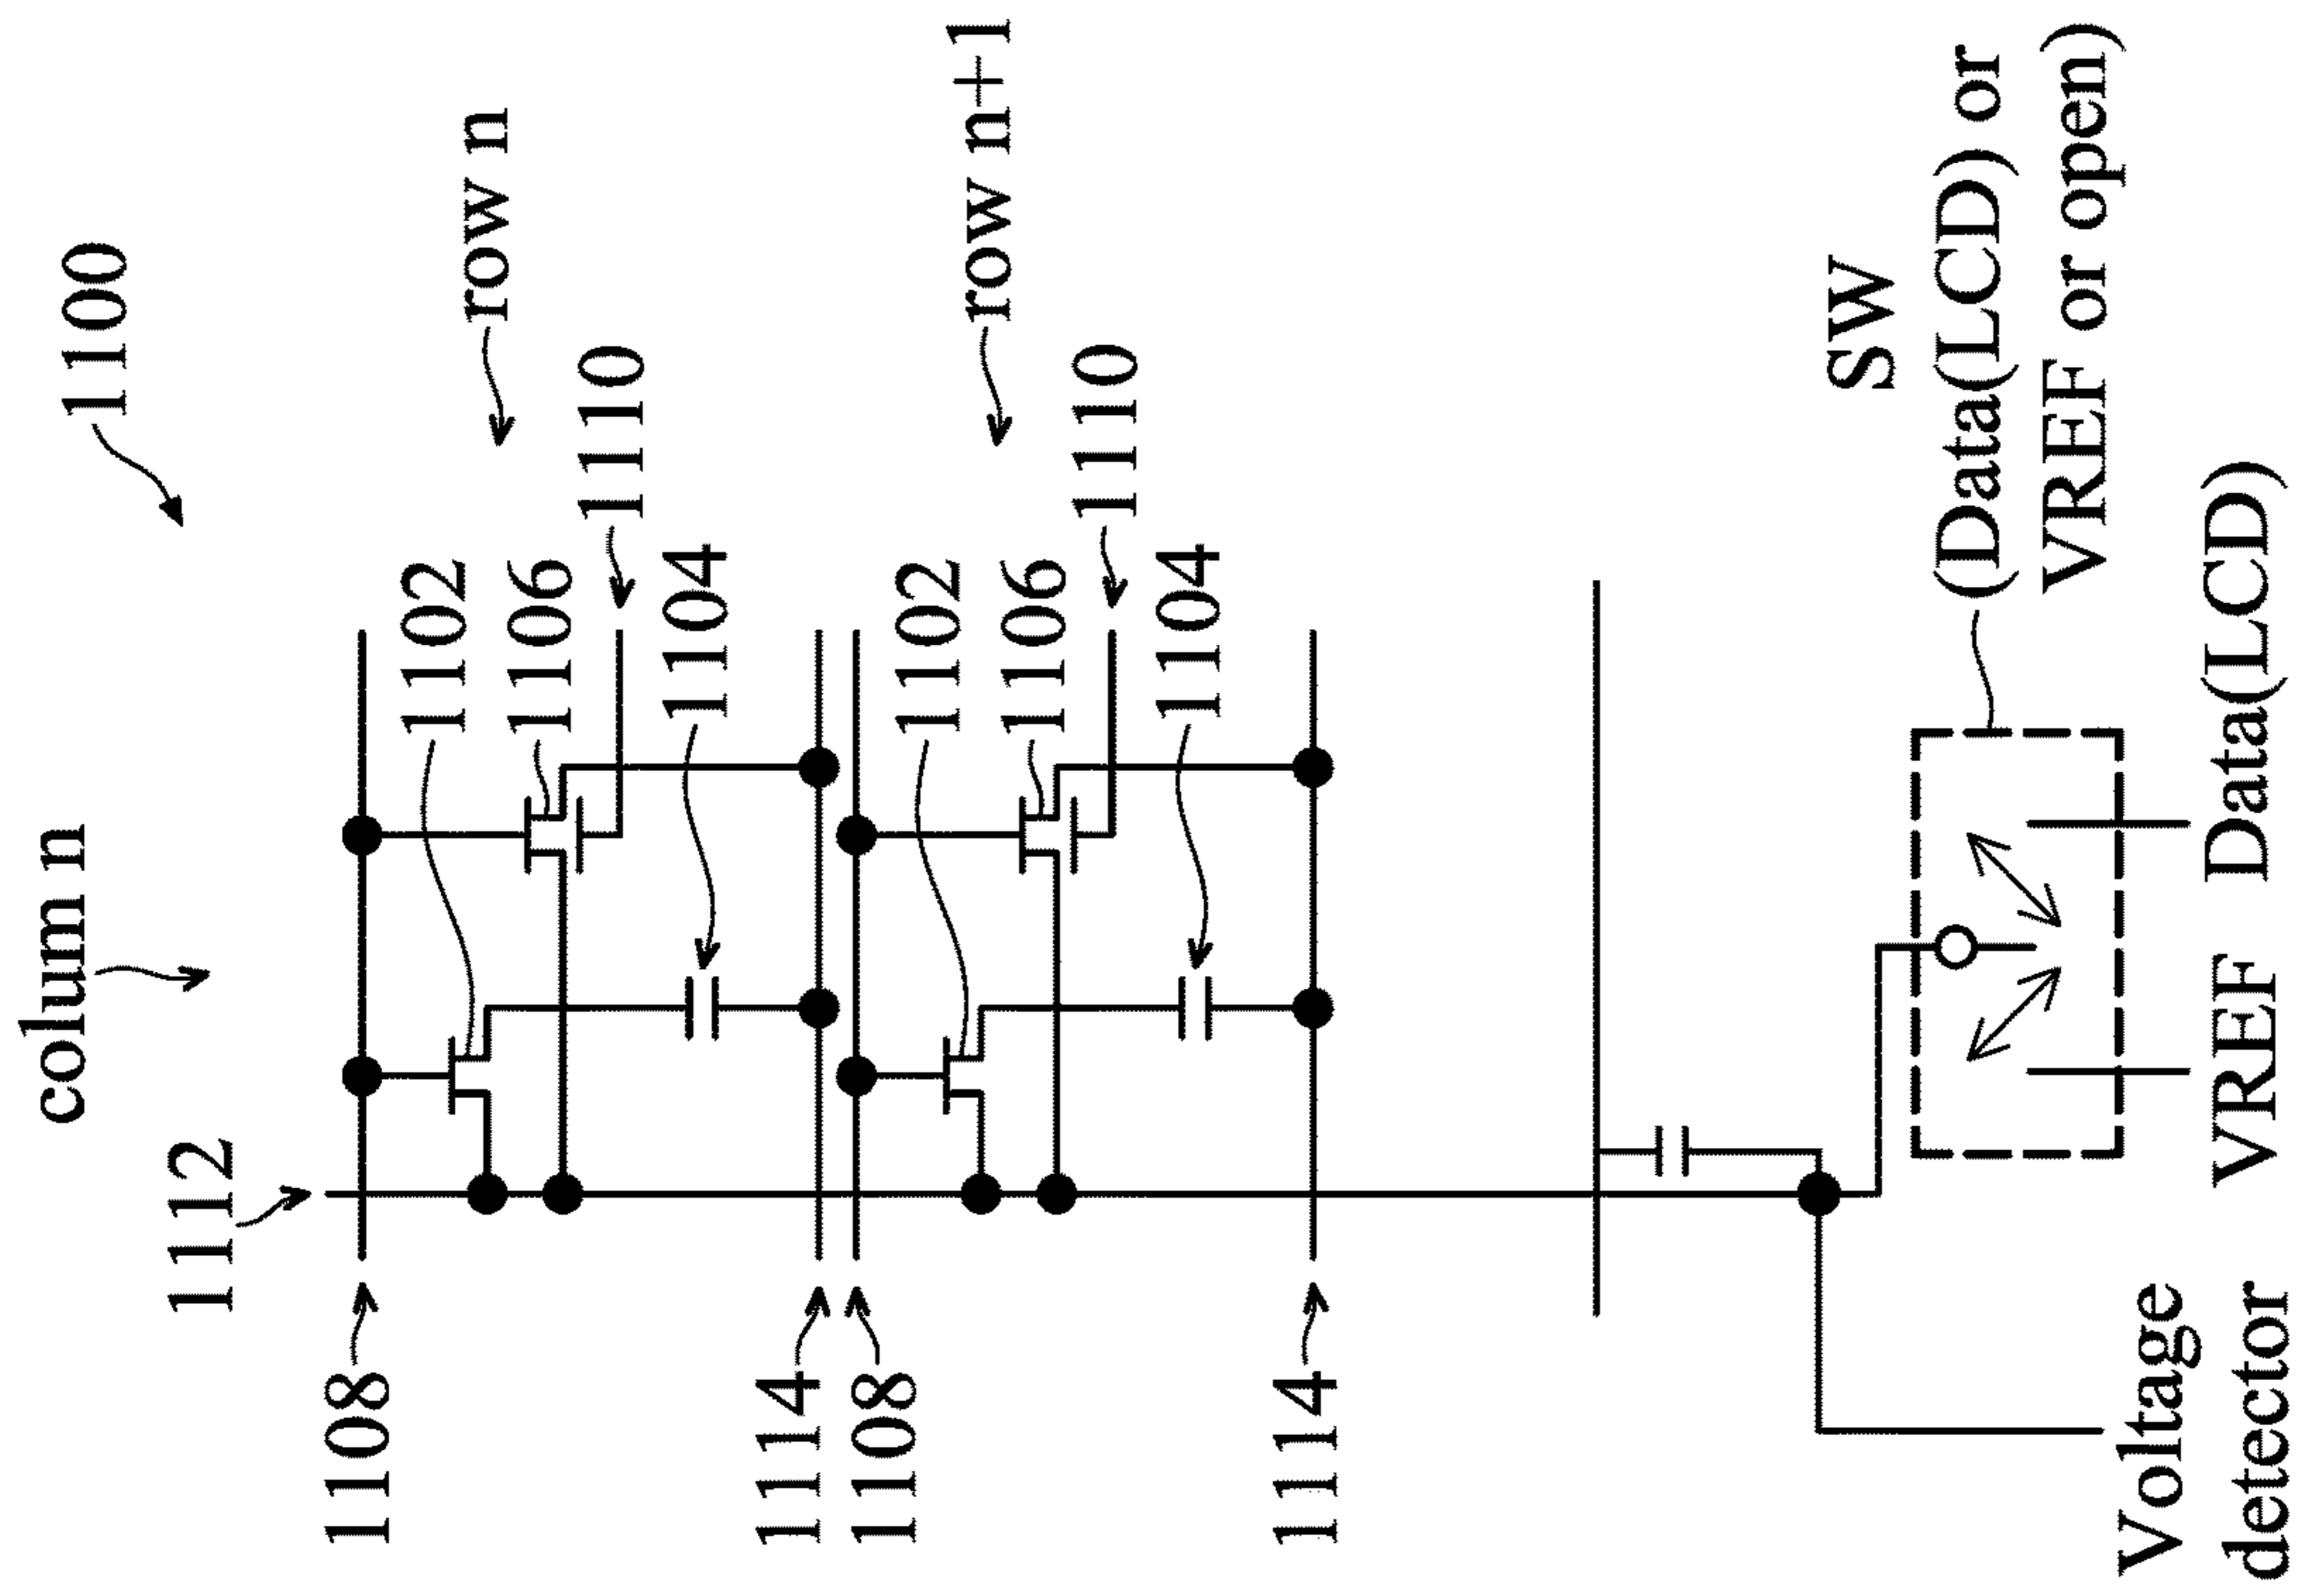 1100
column n
1112
row n
1108
1102
1106
1110
1104
1114
1108
row n+1
1102
1106
1110
1104
1114
SW
(Data(LCD) or
VREF or open)
Voltage
detector
VREF
Data(LCD)